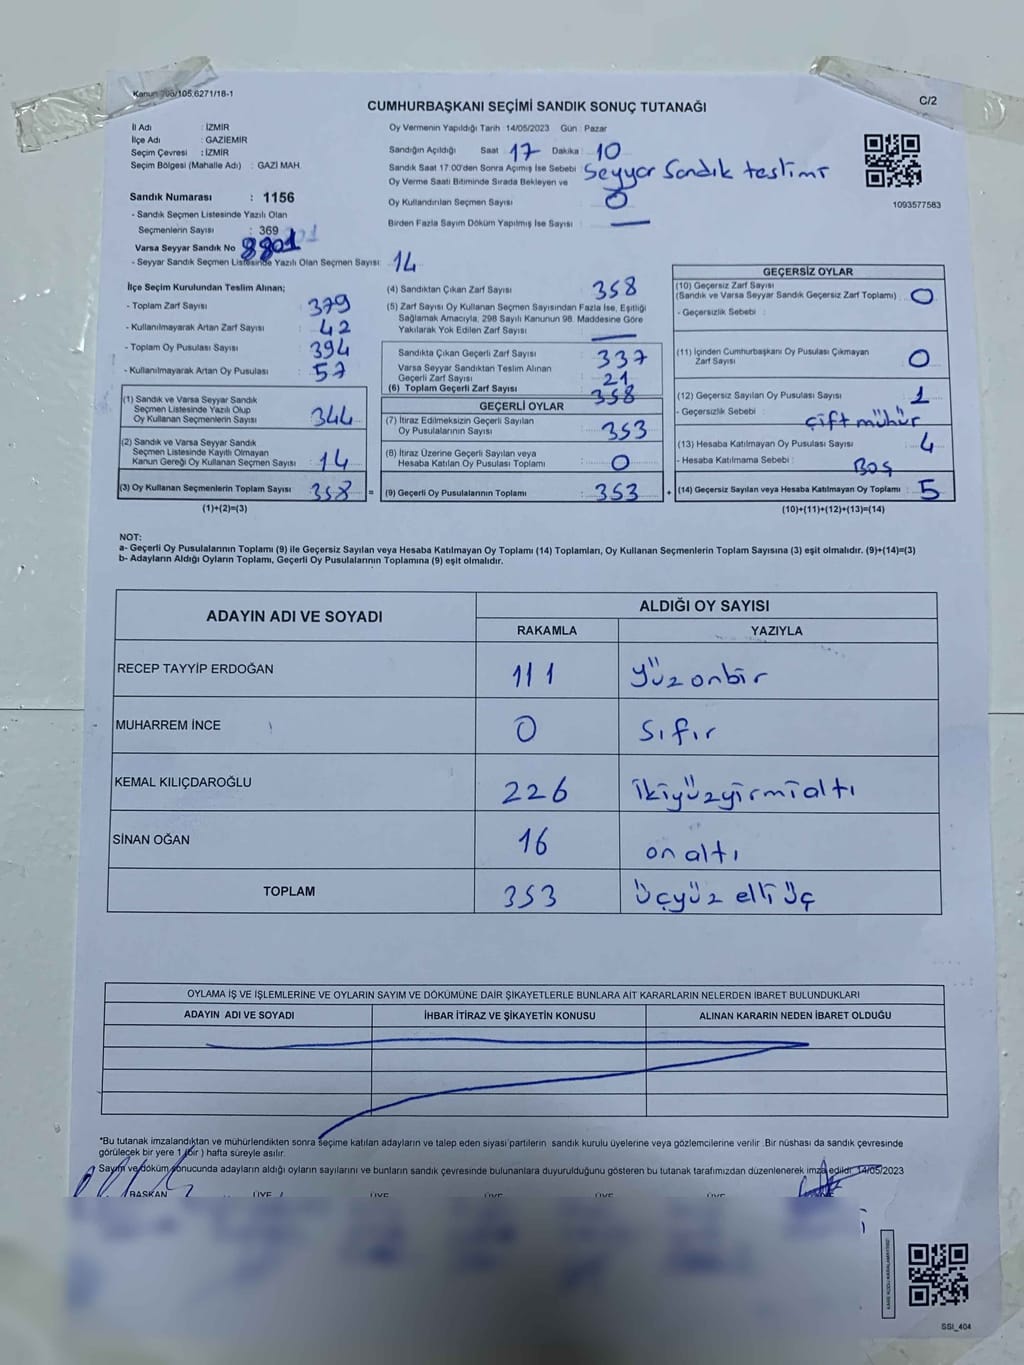 Kanun 298/105,6271/18-1
C/2
CUMHURBAŞKANI SEÇİMİ SANDIK SONUÇ TUTANAĞI
İl Adı : İZMİR
İlçe Adı : GAZİEMİR
Seçim Çevresi : İZMİR
Seçim Bölgesi (Mahalle Adı) : GAZİ MAH.
Sandık Numarası : 1156
- Sandık Seçmen Listesinde Yazılı Olan
Seçmenlerin Sayısı : 369
Varsa Seyyar Sandık No 8801
- Seyyar Sandık Seçmen Listesinde Yazılı Olan Seçmen Sayısı: 14
Oy Vermenin Yapıldığı Tarih 14/05/2023 Gün : Pazar
Sandığın Açıldığı Saat 17 Dakika : 10
Sandık Saat 17.00'den Sonra Açımış İse Sebebi : Seyyar Sandık teslimi
Oy Verme Saati Bitiminde Sırada Bekleyen ve
Oy Kullandırılan Seçmen Sayısı : 0
Birden Fazla Sayım Döküm Yapılmış İse Sayısı : —
1093577583
İlçe Seçim Kurulundan Teslim Alınan;
- Toplam Zarf Sayısı : 379
- Kullanılmayarak Artan Zarf Sayısı : 42
- Toplam Oy Pusulası Sayısı : 394
- Kullanılmayarak Artan Oy Pusulası : 57
(1) Sandık ve Varsa Seyyar Sandık
Seçmen Listesinde Yazılı Olup
Oy Kullanan Seçmenlerin Sayısı : 344
(2) Sandık ve Varsa Seyyar Sandık
Seçmen Listesinde Kayıtlı Olmayan
Kanun Gereği Oy Kullanan Seçmen Sayısı : 14
(3) Oy Kullanan Seçmenlerin Toplam Sayısı : 358 =
(1)+(2)=(3)
(4) Sandıktan Çıkan Zarf Sayısı : 358
(5) Zarf Sayısı Oy Kullanan Seçmen Sayısından Fazla İse, Eşitliği
Sağlamak Amacıyla, 298 Sayılı Kanunun 98. Maddesine Göre
Yakılarak Yok Edilen Zarf Sayısı : —
Sandıkta Çıkan Geçerli Zarf Sayısı : 337
Varsa Seyyar Sandıktan Teslim Alınan
Geçerli Zarf Sayısı : 21
(6) Toplam Geçerli Zarf Sayısı : 358
GEÇERLİ OYLAR
(7) İtiraz Edilmeksizin Geçerli Sayılan
Oy Pusulalarının Sayısı : 353
(8) İtiraz Üzerine Geçerli Sayılan veya
Hesaba Katılan Oy Pusulası Toplamı : 0
(9) Geçerli Oy Pusulalarının Toplamı : 353 +
GEÇERSİZ OYLAR
(10) Geçersiz Zarf Sayısı
(Sandık ve Varsa Seyyar Sandık Geçersiz Zarf Toplamı) : 0
- Geçersizlik Sebebi :
(11) İçinden Cumhurbaşkanı Oy Pusulası Çıkmayan
Zarf Sayısı : 0
(12) Geçersiz Sayılan Oy Pusulası Sayısı : 1
- Geçersizlik Sebebi : çift mühür
(13) Hesaba Katılmayan Oy Pusulası Sayısı : 4
- Hesaba Katılmama Sebebi : Boş
(14) Geçersiz Sayılan veya Hesaba Katılmayan Oy Toplamı : 5
(10)+(11)+(12)+(13)=(14)
NOT:
a- Geçerli Oy Pusulalarının Toplamı (9) ile Geçersiz Sayılan veya Hesaba Katılmayan Oy Toplamı (14) Toplamları, Oy Kullanan Seçmenlerin Toplam Sayısına (3) eşit olmalıdır. (9)+(14)=(3)
b- Adayların Aldığı Oyların Toplamı, Geçerli Oy Pusulalarının Toplamına (9) eşit olmalıdır.
ADAYIN ADI VE SOYADI
ALDIĞI OY SAYISI
RAKAMLA YAZIYLA
RECEP TAYYİP ERDOĞAN 111 yüzonbir
MUHARREM İNCE 0 sıfır
KEMAL KILIÇDAROĞLU 226 ikiyüzyirmialtı
SİNAN OĞAN 16 onaltı
TOPLAM 353 üçyüz elli üç
OYLAMA İŞ VE İŞLEMLERİNE VE OYLARIN SAYIM VE DÖKÜMÜNE DAİR ŞİKAYETLERLE BUNLARA AİT KARARLARIN NELERDEN İBARET BULUNDUKLARI
ADAYIN ADI VE SOYADI İHBAR İTİRAZ VE ŞİKAYETİN KONUSU ALINAN KARARIN NEDEN İBARET OLDUĞU
*Bu tutanak imzalandıktan ve mühürlendikten sonra seçime katılan adayların ve talep eden siyasi partilerin sandık kurulu üyelerine veya gözlemcilerine verilir .Bir nüshası da sandık çevresinde
görülecek bir yere 1 (bir ) hafta süreyle asılır.
Sayım ve döküm sonucunda adayların aldığı oyların sayılarını ve bunların sandık çevresinde bulunanlara duyurulduğunu gösteren bu tutanak tarafımızdan düzenlenerek imza edildi. 14/05/2023
BAŞKAN ÜYE ÜYE ÜYE ÜYE ÜYE
SSI_404